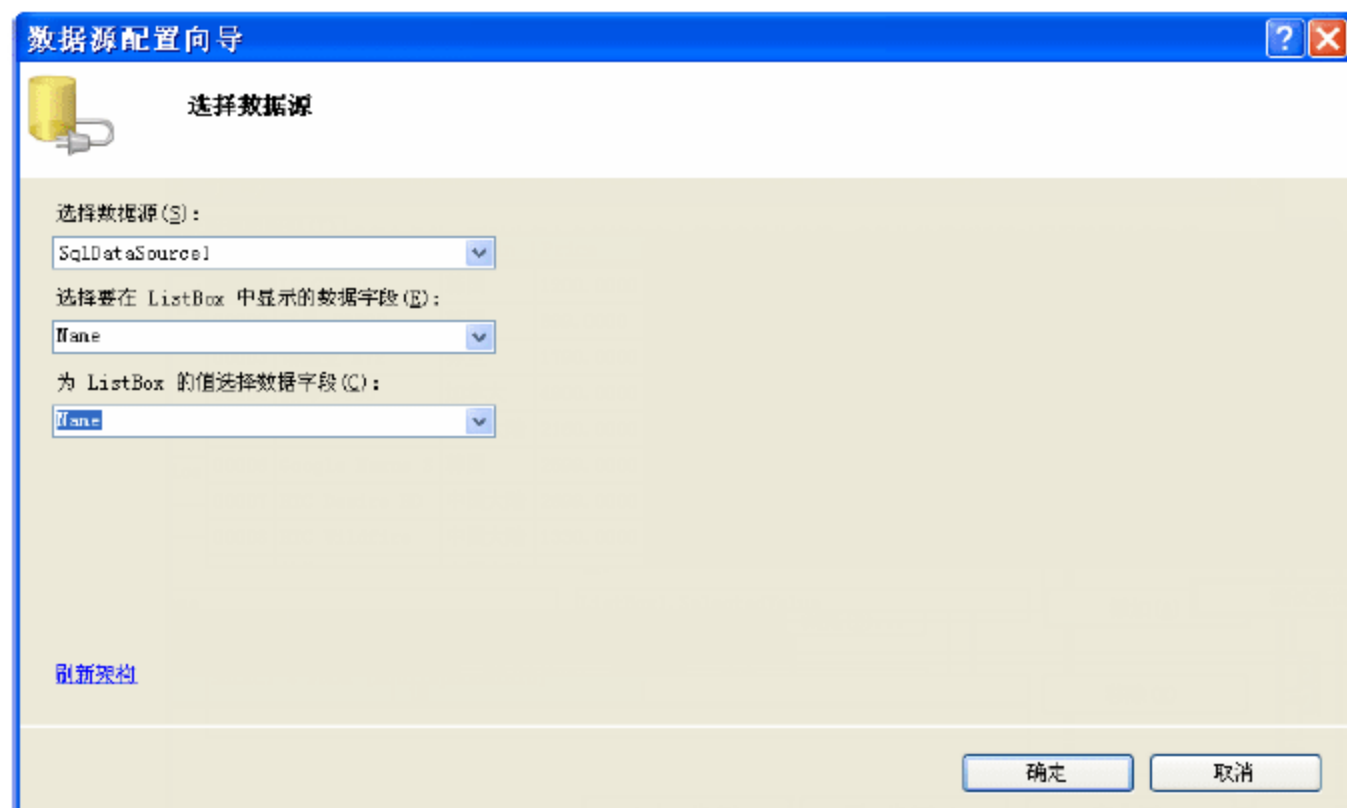 数据源配置向导
选择数据源
选择数据源(S):
SqlDataSource1
选择要在 ListBox 中显示的数据字段(E):
Name
为 ListBox 的值选择数据字段(C):
Name
刷新架构
确定 取消